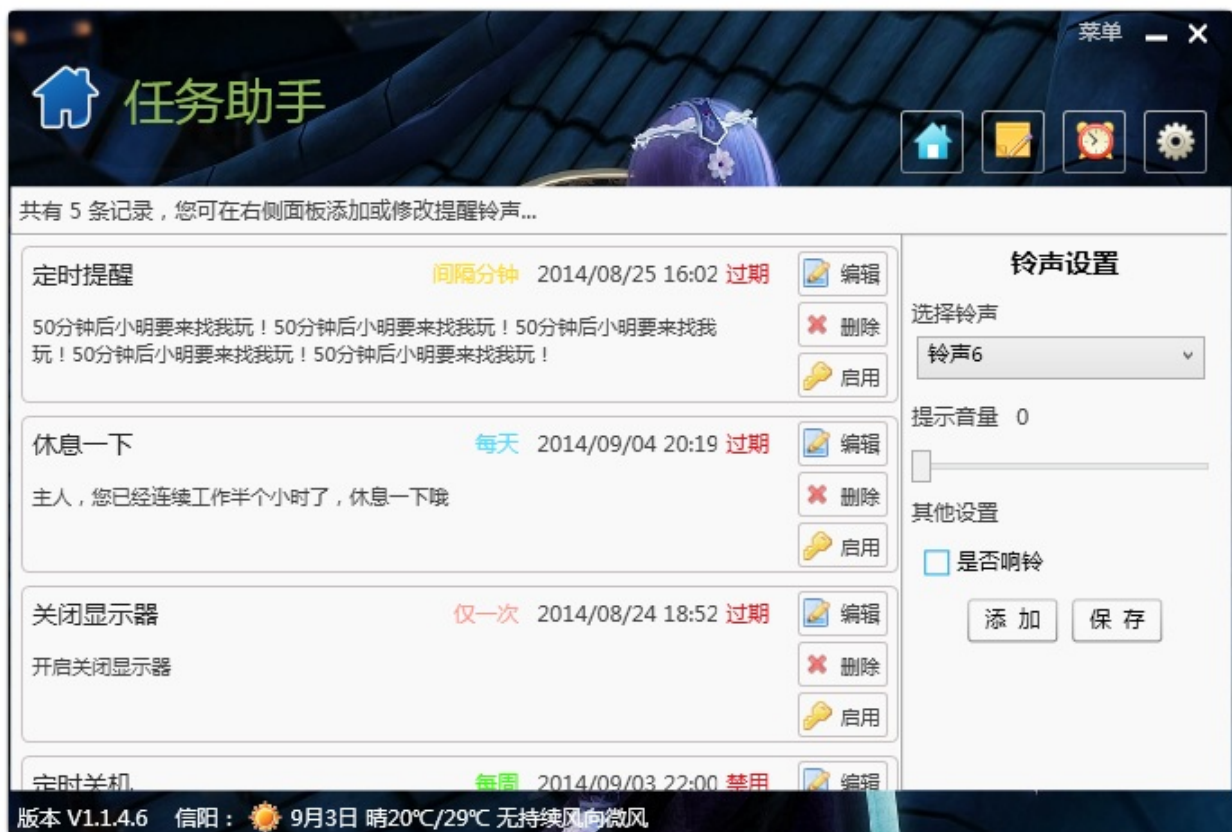 菜单
任务助手
共有 5 条记录，您可在右侧面板添加或修改提醒铃声...
定时提醒 间隔分钟 2014/08/25 16:02 过期 编辑
50分钟后小明要来找我玩！50分钟后小明要来找我玩！50分钟后小明要来找我
玩！50分钟后小明要来找我玩！50分钟后小明要来找我玩！
删除
启用
休息一下 每天 2014/09/04 20:19 过期 编辑
主人，您已经连续工作半个小时了，休息一下哦
删除
启用
关闭显示器 仅一次 2014/08/24 18:52 过期 编辑
开启关闭显示器
删除
启用
定时关机 每周 2014/09/03 22:00 禁用 编辑
铃声设置
选择铃声
铃声6
提示音量 0
其他设置
是否响铃
添 加 保 存
版本 V1.1.4.6 信阳： 9月3日 晴20℃/29℃ 无持续风向微风